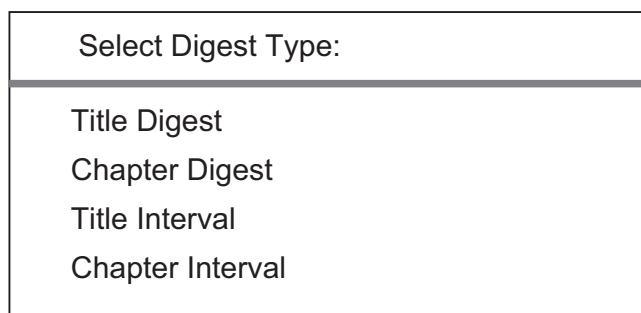 Select Digest Type:
Title Digest
Chapter Digest
Title Interval
Chapter Interval